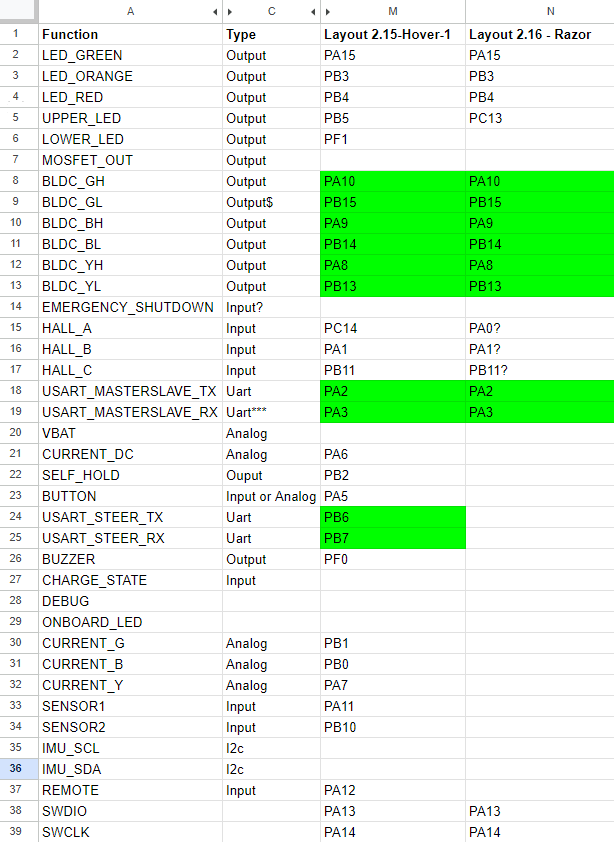 A C M N
1 Function Type Layout 2.15-Hover-1 Layout 2.16 - Razor
2 LED_GREEN Output PA15 PA15
3 LED_ORANGE Output PB3 PB3
4 LED_RED Output PB4 PB4
5 UPPER_LED Output PB5 PC13
6 LOWER_LED Output PF1
7 MOSFET_OUT Output
8 BLDC_GH Output PA10 PA10
9 BLDC_GL Output$ PB15 PB15
10 BLDC_BH Output PA9 PA9
11 BLDC_BL Output PB14 PB14
12 BLDC_YH Output PA8 PA8
13 BLDC_YL Output PB13 PB13
14 EMERGENCY_SHUTDOWN Input?
15 HALL_A Input PC14 PA0?
16 HALL_B Input PA1 PA1?
17 HALL_C Input PB11 PB11?
18 USART_MASTERSLAVE_TX Uart PA2 PA2
19 USART_MASTERSLAVE_RX Uart*** PA3 PA3
20 VBAT Analog
21 CURRENT_DC Analog PA6
22 SELF_HOLD Ouput PB2
23 BUTTON Input or Analog PA5
24 USART_STEER_TX Uart PB6
25 USART_STEER_RX Uart PB7
26 BUZZER Output PF0
27 CHARGE_STATE Input
28 DEBUG
29 ONBOARD_LED
30 CURRENT_G Analog PB1
31 CURRENT_B Analog PB0
32 CURRENT_Y Analog PA7
33 SENSOR1 Input PA11
34 SENSOR2 Input PB10
35 IMU_SCL I2c
36 IMU_SDA I2c
37 REMOTE Input PA12
38 SWDIO PA13 PA13
39 SWCLK PA14 PA14